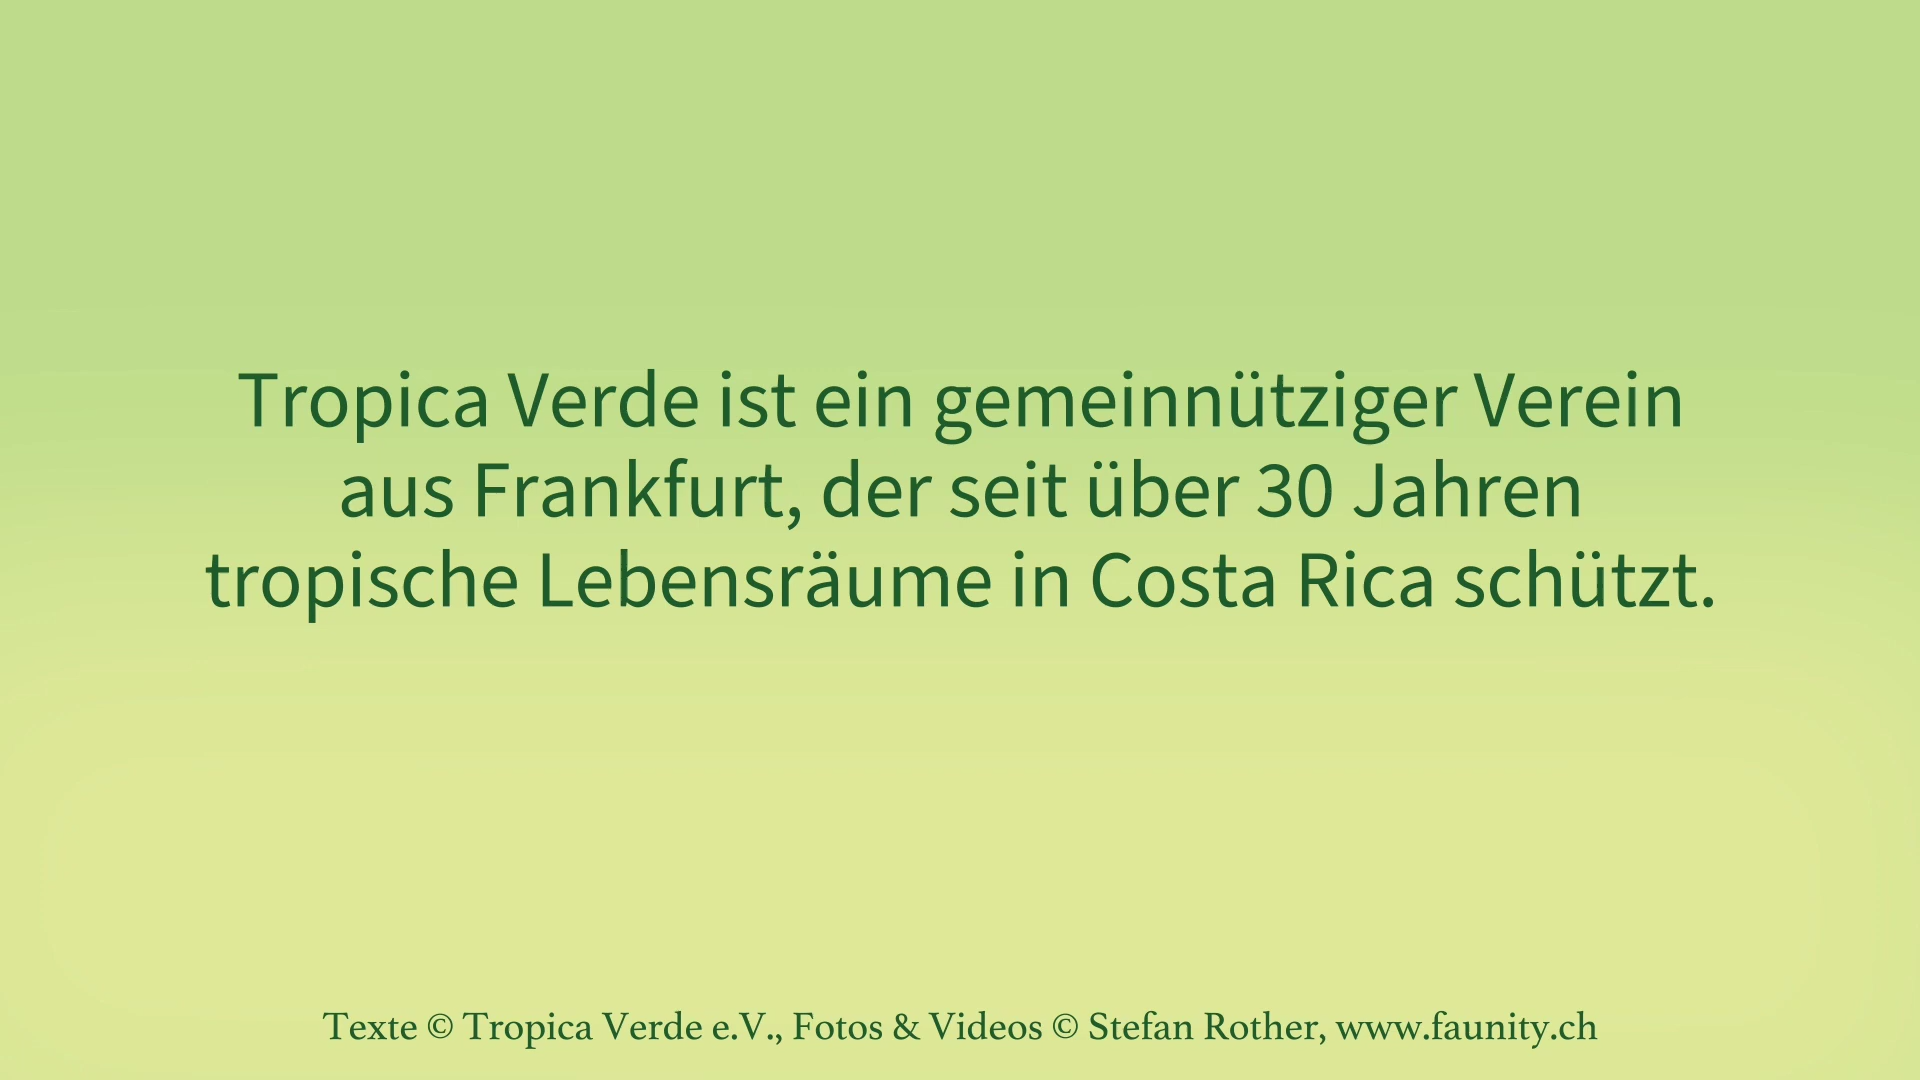 Tropica Verde ist ein gemeinnütziger Verein
aus Frankfurt, der seit über 30 Jahren
tropische Lebensräume in Costa Rica schützt.
Texte © Tropica Verde e.V., Fotos & Videos © Stefan Rother, www.faunity.ch